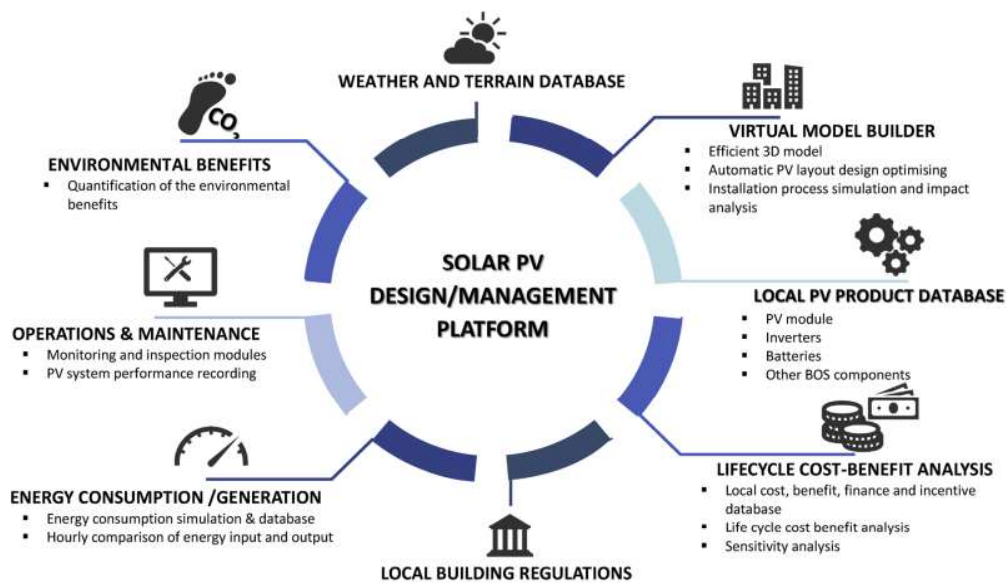 WEATHER AND TERRAIN DATABASE
CO₂
ENVIRONMENTAL BENEFITS
▪ Quantification of the environmental
benefits
VIRTUAL MODEL BUILDER
▪ Efficient 3D model
▪ Automatic PV layout design optimising
▪ Installation process simulation and impact
analysis
SOLAR PV
DESIGN/MANAGEMENT
PLATFORM
OPERATIONS & MAINTENANCE
▪ Monitoring and inspection modules
▪ PV system performance recording
LOCAL PV PRODUCT DATABASE
▪ PV module
▪ Inverters
▪ Batteries
▪ Other BOS components
ENERGY CONSUMPTION /GENERATION
▪ Energy consumption simulation & database
▪ Hourly comparison of energy input and output
LIFECYCLE COST-BENEFIT ANALYSIS
▪ Local cost, benefit, finance and incentive
database
▪ Life cycle cost benefit analysis
▪ Sensitivity analysis
LOCAL BUILDING REGULATIONS